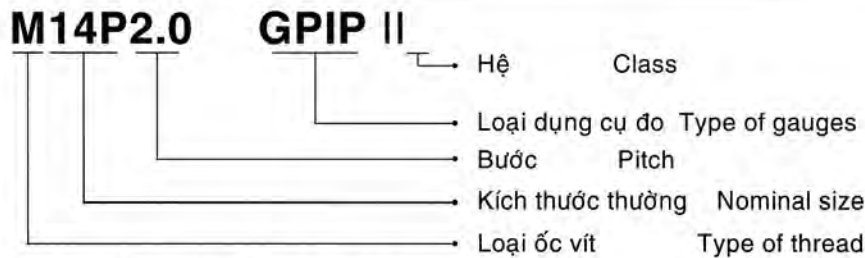 M14P2.0 GPIP II
Hệ Class
Loại dụng cụ đo Type of gauges
Bước Pitch
Kích thước thường Nominal size
Loại ốc vít Type of thread